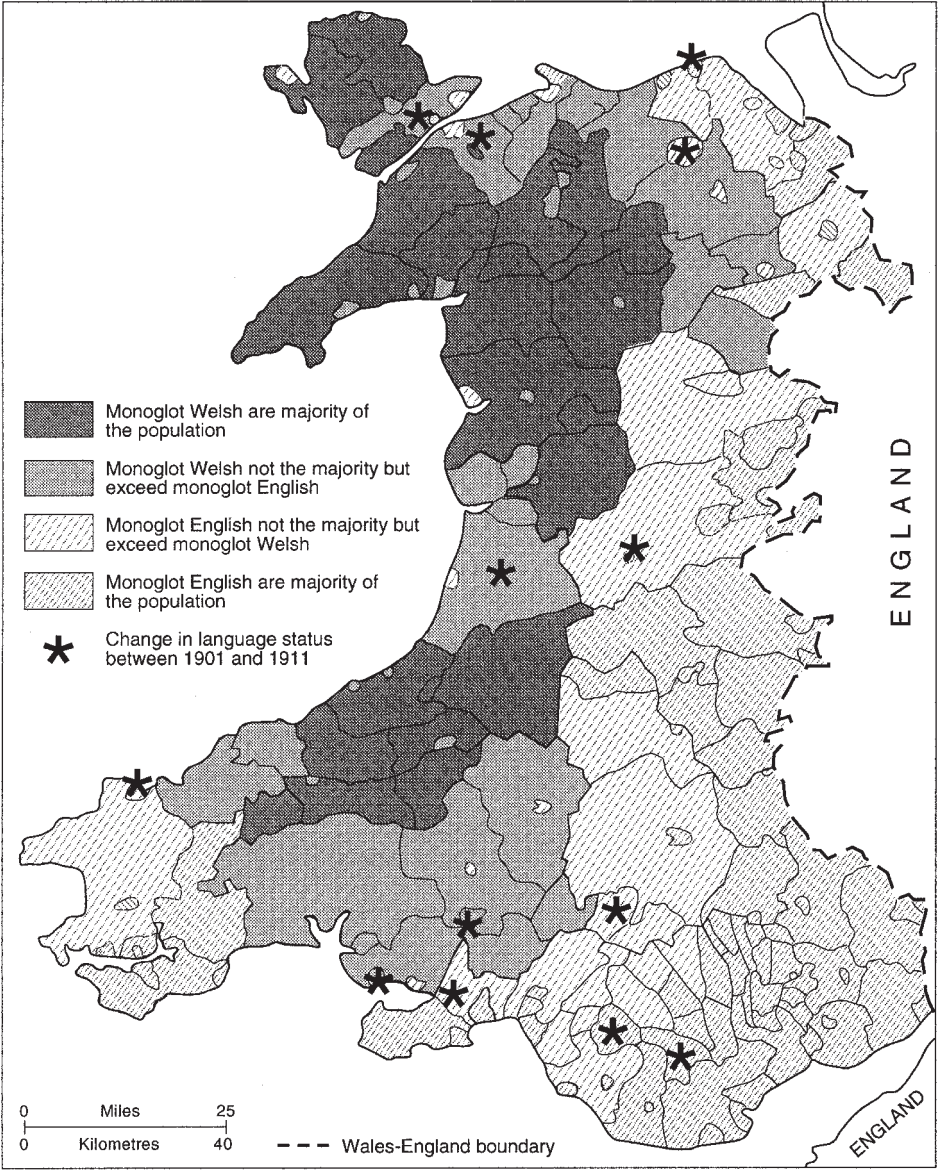 Monoglot Welsh are majority of
the population
Monoglot Welsh not the majority but
exceed monoglot English
Monoglot English not the majority but
exceed monoglot Welsh
Monoglot English are majority of
the population
Change in language status
between 1901 and 1911
ENGLAND
0 Miles 25
0 Kilometres 40
Wales-England boundary
ENGLAND